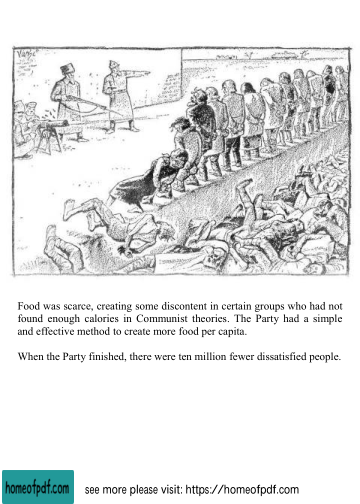 Vanic
Food was scarce, creating some discontent in certain groups who had not
found enough calories in Communist theories. The Party had a simple
and effective method to create more food per capita.
When the Party finished, there were ten million fewer dissatisfied people.
homeofpdf.com
see more please visit: https://homeofpdf.com